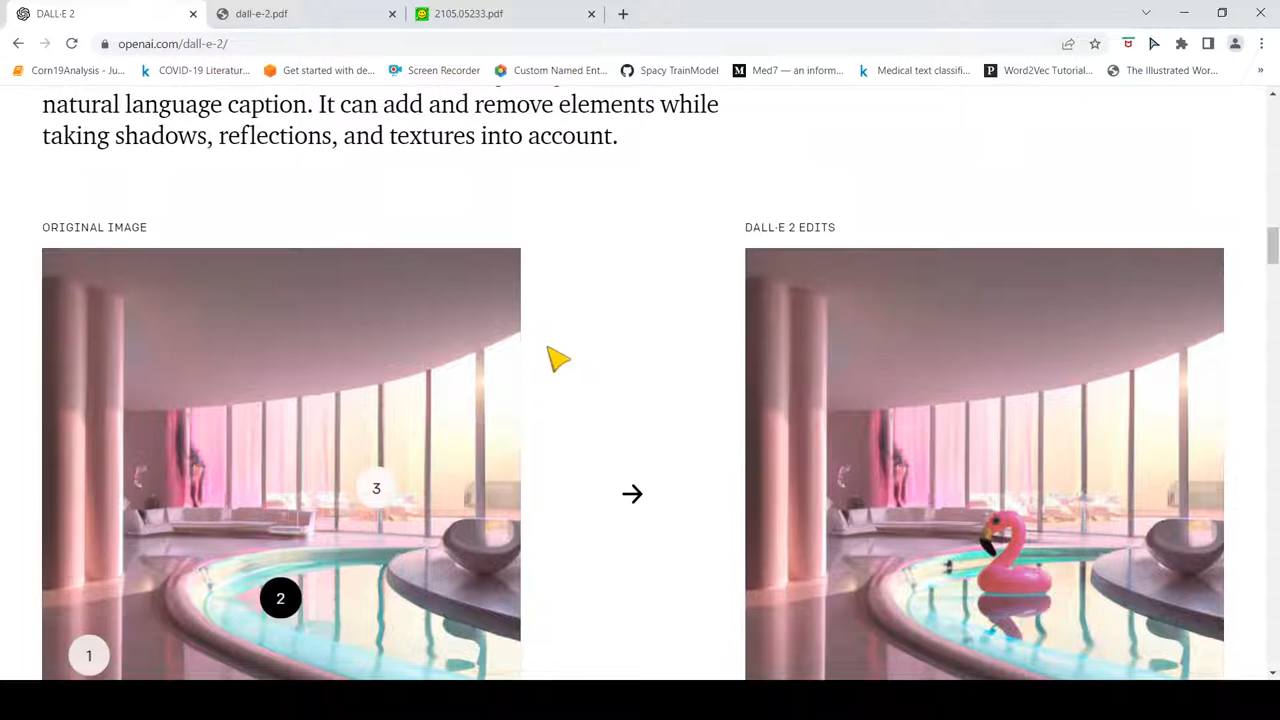 DALL·E 2
dall-e-2.pdf
2105.05233.pdf
openai.com/dall-e-2/
Corn19Analysis - Ju...
COVID-19 Literatur...
Get started with de...
Screen Recorder
Custom Named Ent...
Spacy TrainModel
Med7 — an inform...
Medical text classifi...
Word2Vec Tutorial...
The Illustrated Wor...
natural language caption. It can add and remove elements while
taking shadows, reflections, and textures into account.
ORIGINAL IMAGE
DALL·E 2 EDITS
3
2
1